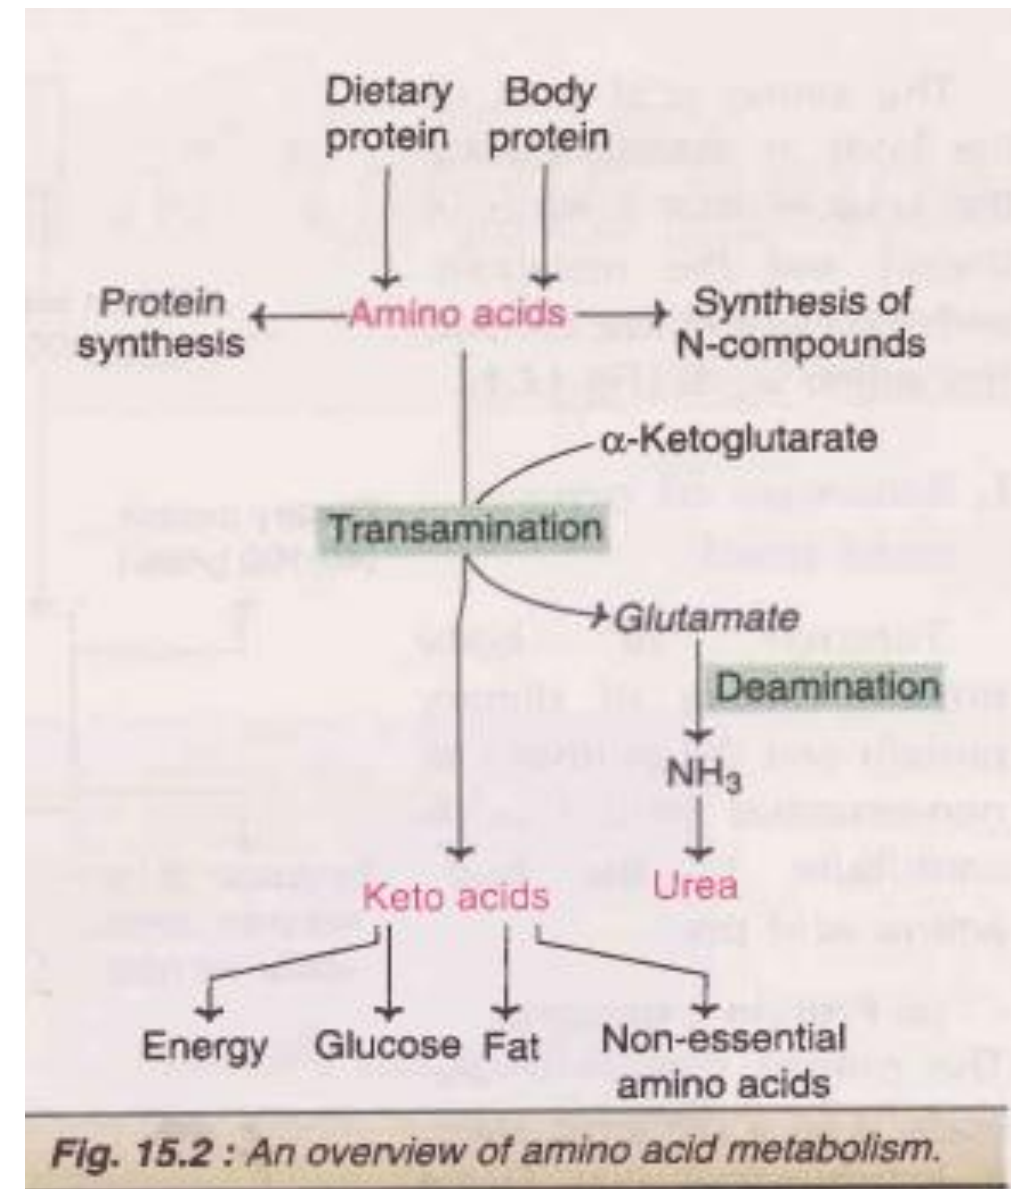 Dietary protein
Body protein
Protein synthesis
Amino acids
Synthesis of N-compounds
α-Ketoglutarate
Transamination
Glutamate
Deamination
NH₃
Keto acids
Urea
Energy
Glucose
Fat
Non-essential amino acids
Fig. 15.2 : An overview of amino acid metabolism.